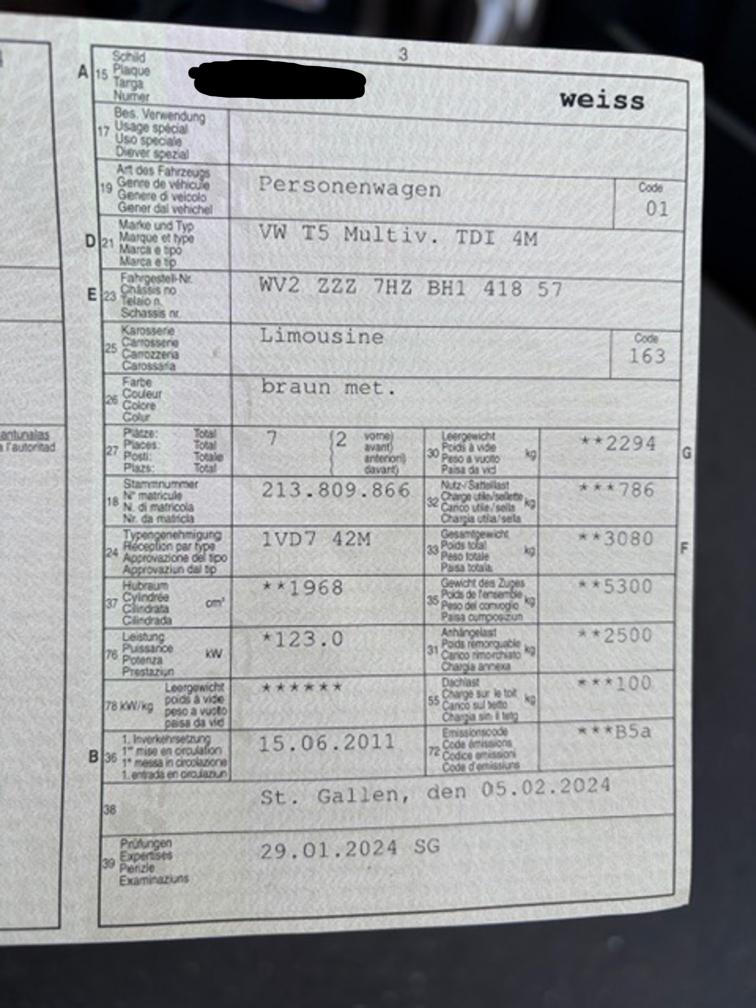 3
A 15 Schild
Plaque
Targa
Numer
weiss
17 Bes. Verwendung
Usage spécial
Uso speciale
Diever spezial
19 Art des Fahrzeugs
Genre de véhicule
Genere di veicolo
Gener dal vehichel
Personenwagen
Code
01
D 21 Marke und Typ
Marque et type
Marca e tipo
Marca e tip
VW T5 Multiv. TDI 4M
E 23 Fahrgestell-Nr.
Châssis no
Telaio n.
Schassis nr.
WV2 ZZZ 7HZ BH1 418 57
25 Karosserie
Carrosserie
Carrozzeria
Carossaria
Limousine
Code
163
26 Farbe
Couleur
Colore
Colur
braun met.
27 Plätze: Total
Places: Total
Posti: Totale
Plazs: Total
7 (2 vorne)
avant)
anteriori)
davant)
30 Leergewicht
Poids à vide
Peso a vuoto
Paisa da vid
kg
**2294
G
18 Stammnummer
N° matricule
N. di matricola
Nr. da matricla
213.809.866
32 Nutz-/Sattellast
Charge utile/sellette
Carico utile/sella
Chargia utila/sella
kg
***786
24 Typengenehmigung
Réception par type
Approvazione del tipo
Approvaziun dal tip
1VD7 42M
33 Gesamtgewicht
Poids total
Peso totale
Paisa totala
kg
**3080
F
37 Hubraum
Cylindrée
Cilindrata
Cilindrada
cm³
**1968
35 Gewicht des Zuges
Poids de l'ensemble
Peso del convoglio
Paisa cumposiziun
kg
**5300
76 Leistung
Puissance
Potenza
Prestaziun
kW
*123.0
31 Anhängelast
Poids remorquable
Carico rimorchiato
Chargia annexa
kg
**2500
78 kW/kg Leergewicht
poids à vide
peso a vuoto
paisa da vid
******
55 Dachlast
Charge sur le toit
Carico sul tetto
Chargia sin il tetg
kg
***100
B 36 1. Inverkehrsetzung
1re mise en circulation
1a messa in circolazione
1. entrada en circulaziun
15.06.2011
72 Emissionscode
Code émissions
Codice emissioni
Code d'emissiuns
***B5a
38
St. Gallen, den 05.02.2024
39 Prüfungen
Expertises
Perizie
Examinaziuns
29.01.2024 SG